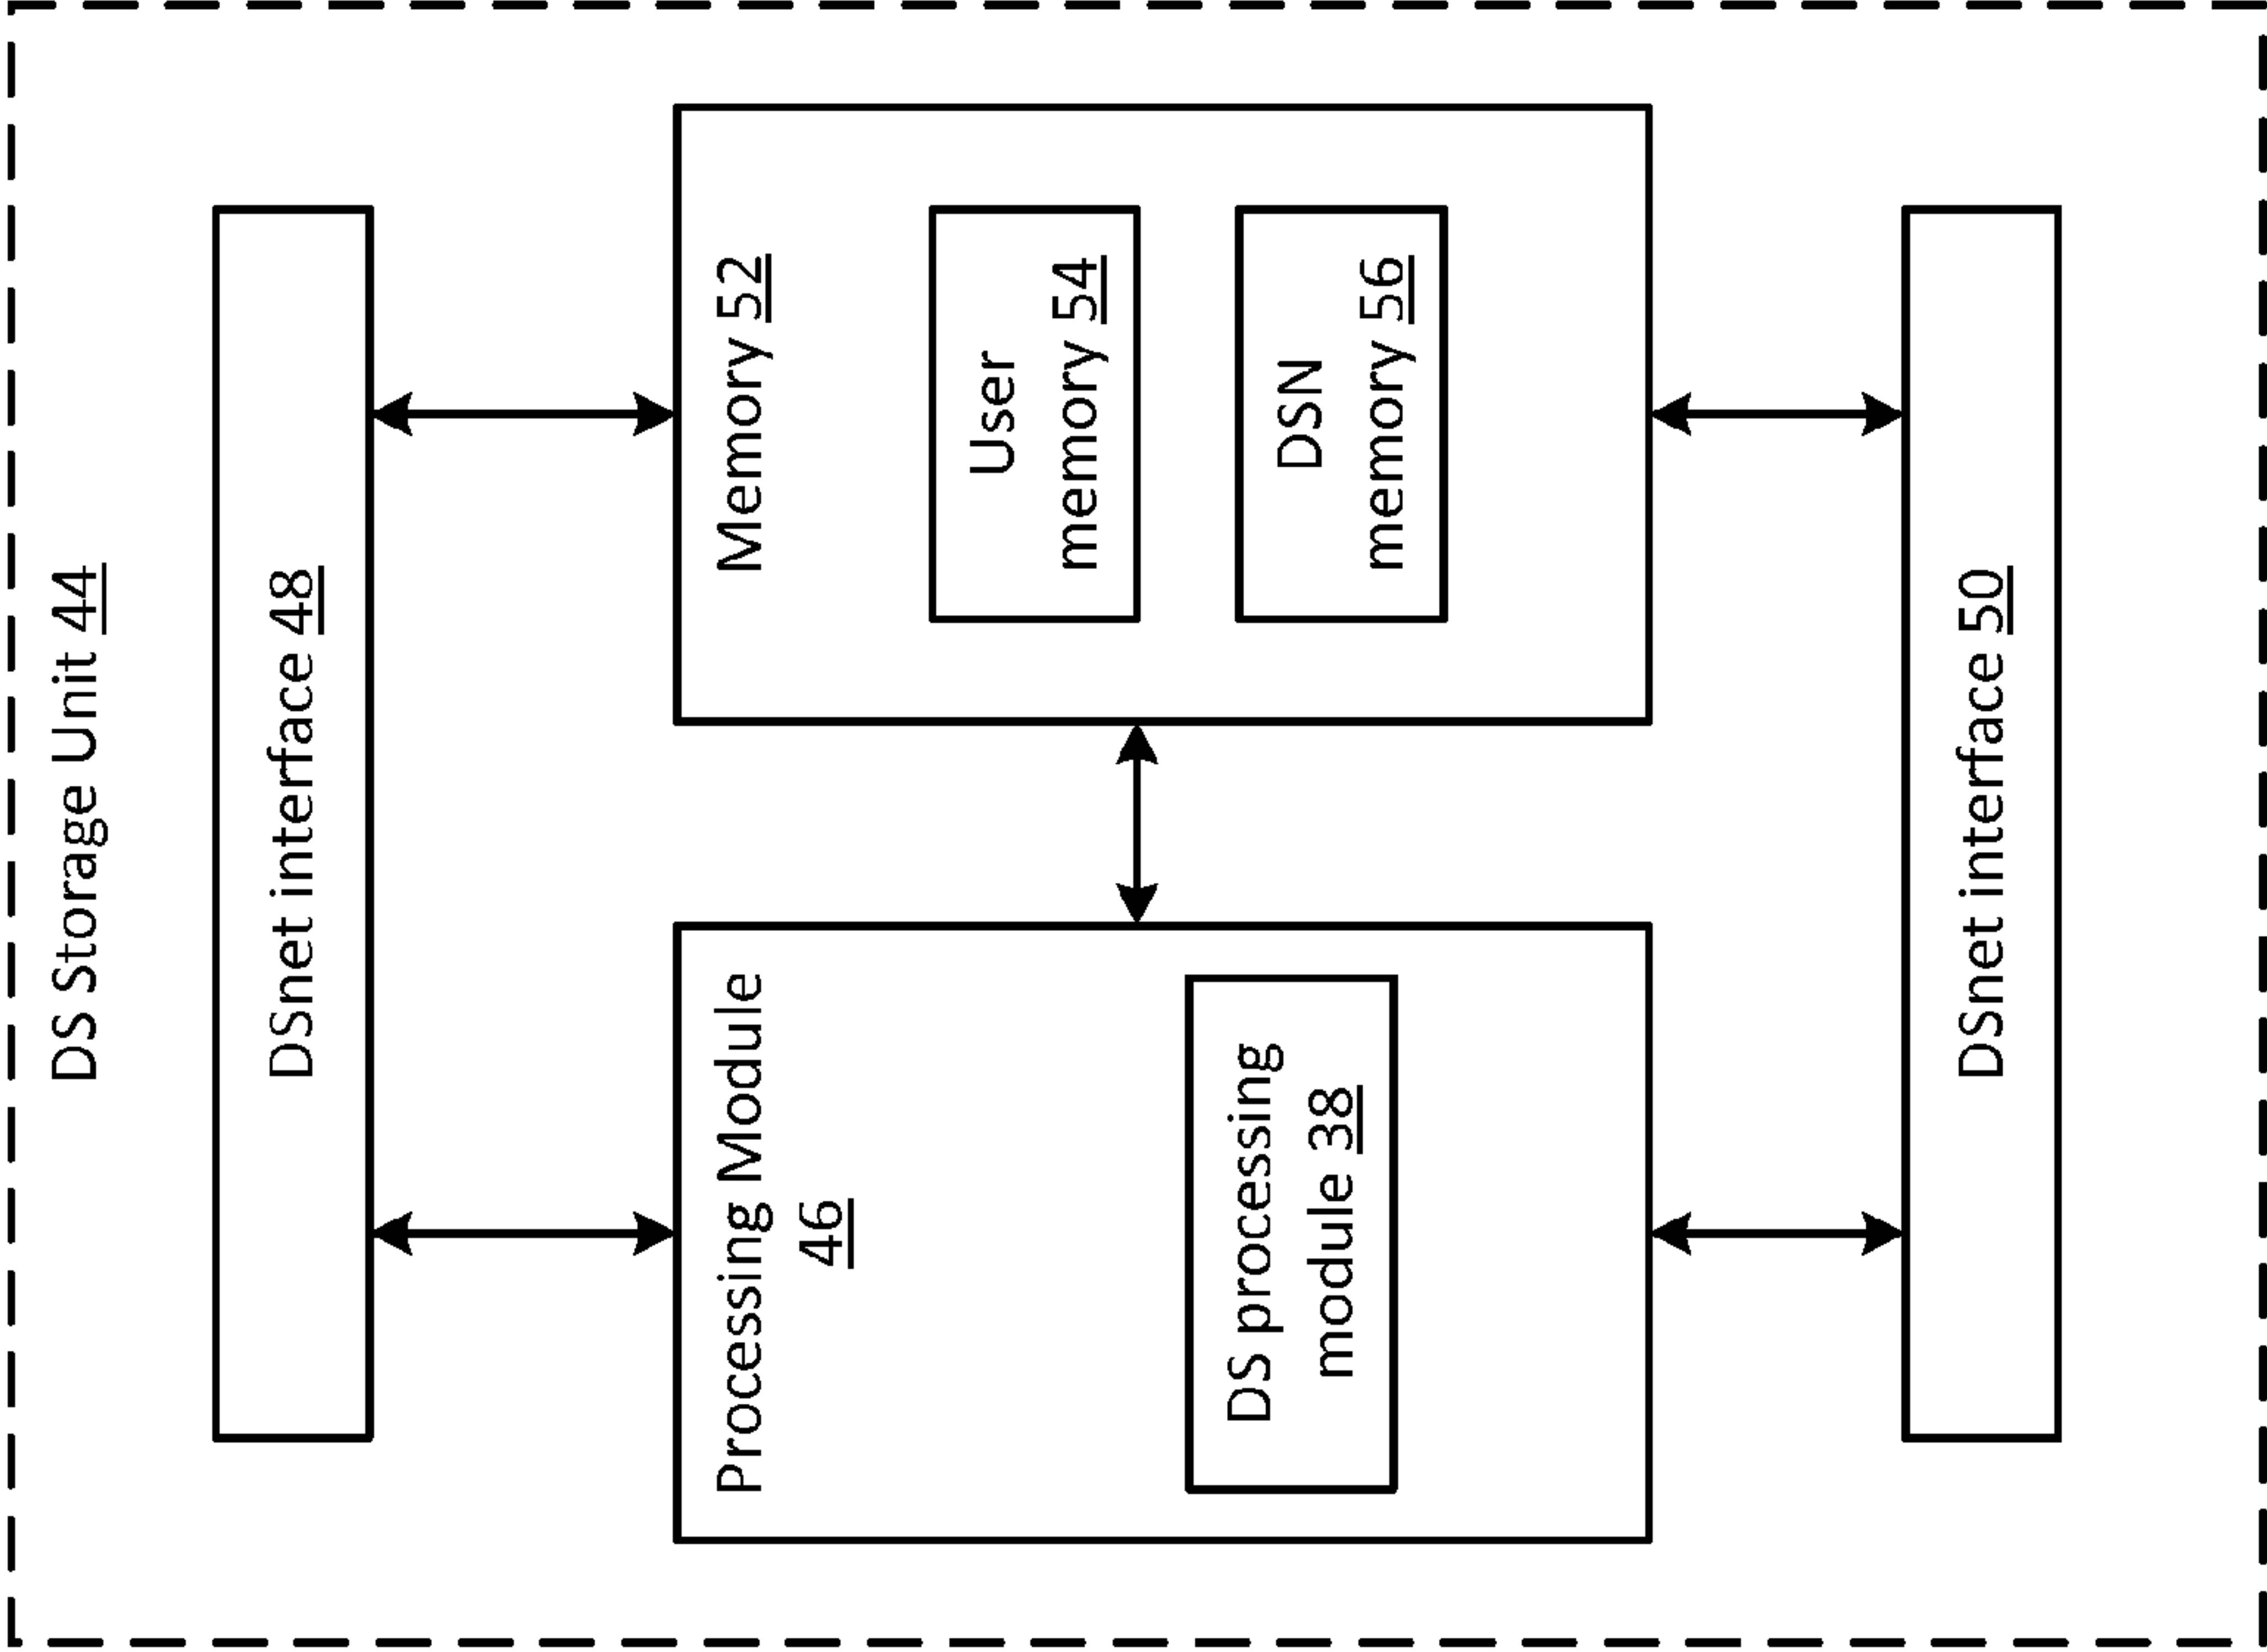 DS Storage Unit 44
DSnet interface 48
Processing Module
46
DS processing
module 38
Memory 52
User
memory 54
DSN
memory 56
DSnet interface 50